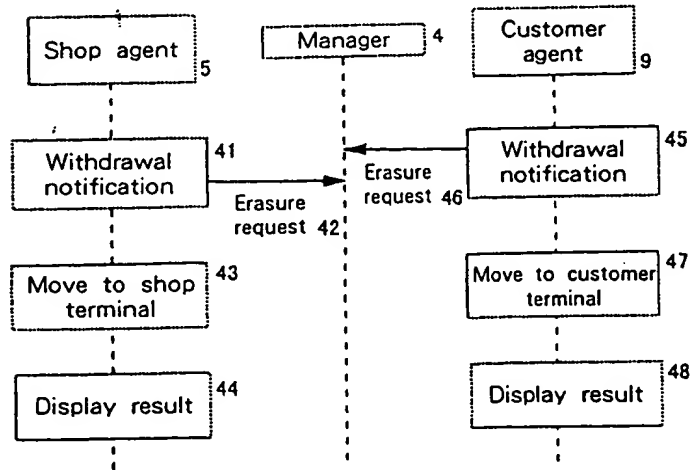 Shop agent
5
Manager
4
Customer
agent
9
Withdrawal
notification
41
Erasure
request 42
Erasure
request 46
Withdrawal
notification
45
Move to shop
terminal
43
Move to customer
terminal
47
Display result
44
Display result
48